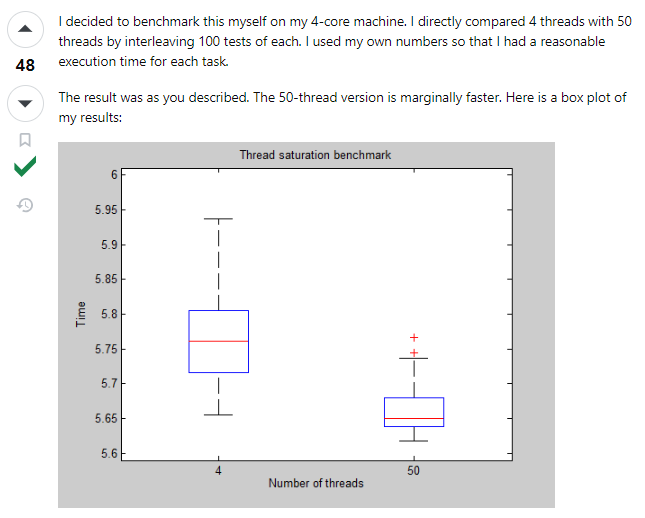 I decided to benchmark this myself on my 4-core machine. I directly compared 4 threads with 50
threads by interleaving 100 tests of each. I used my own numbers so that I had a reasonable
execution time for each task.
48
The result was as you described. The 50-thread version is marginally faster. Here is a box plot of
my results:
Thread saturation benchmark
6
5.95
5.9
5.85
5.8
5.75
5.7
5.65
5.6
Time
4
50
Number of threads